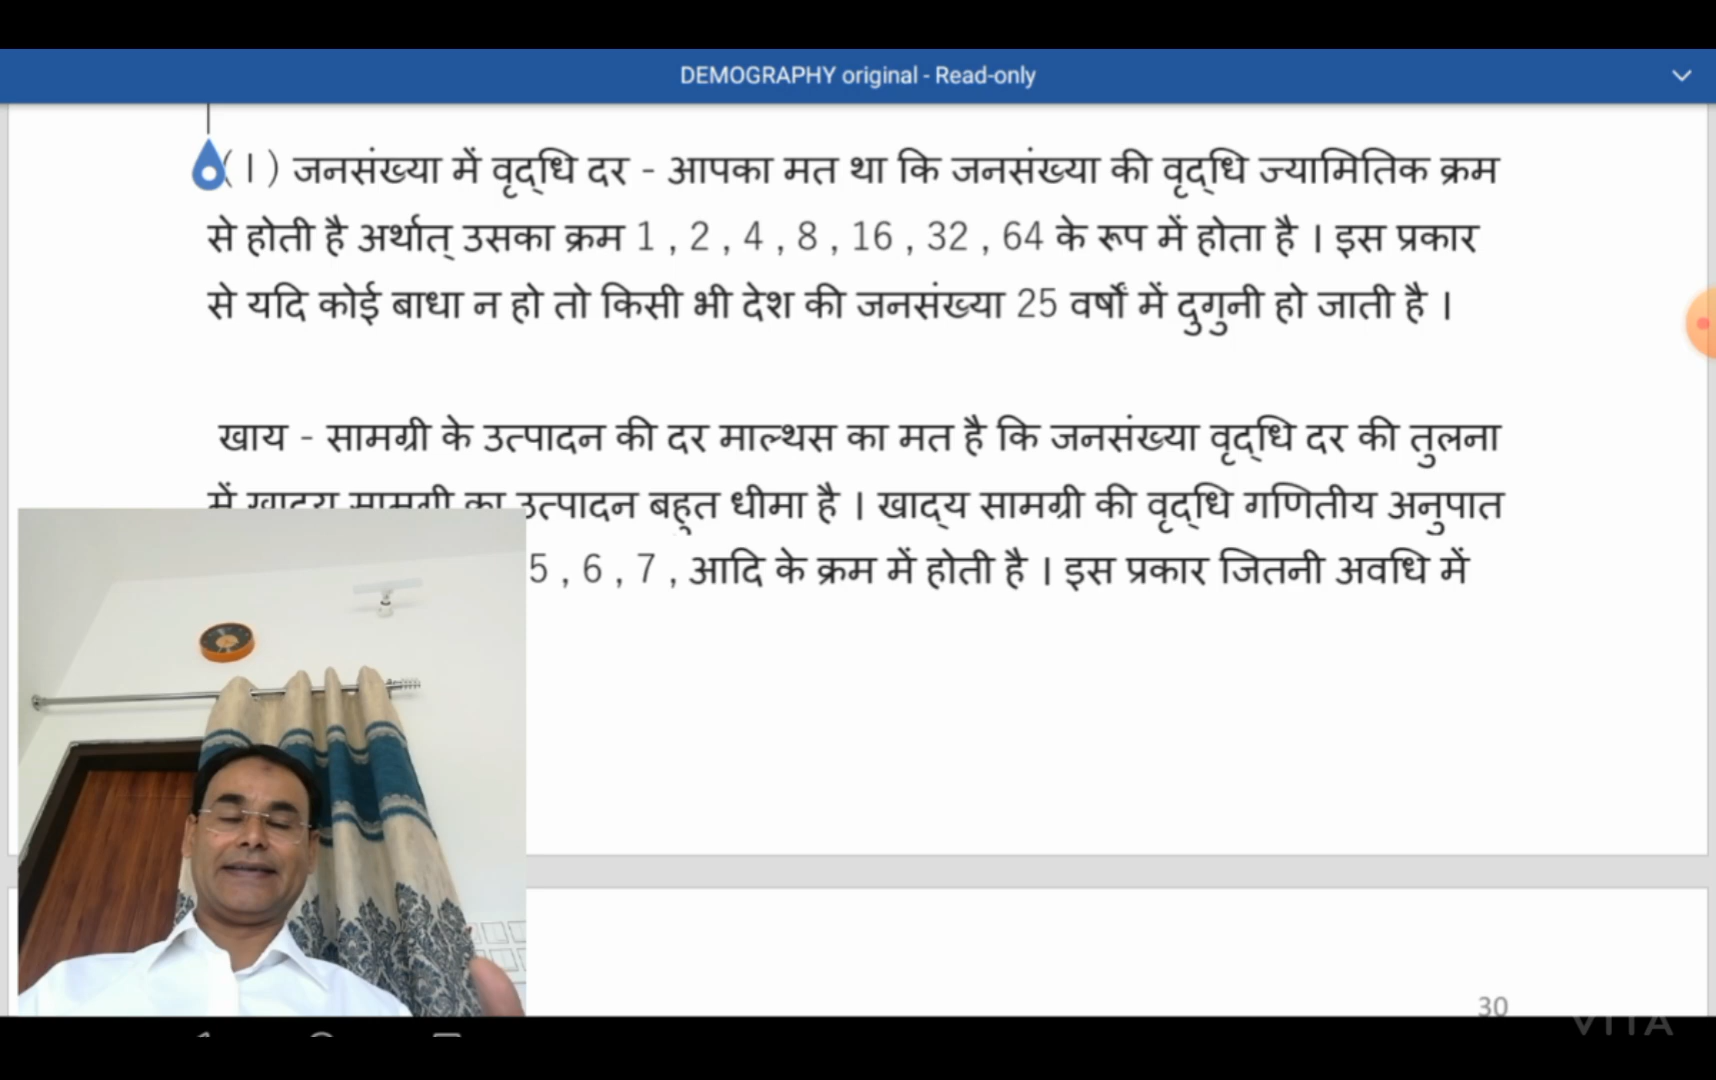 DEMOGRAPHY original - Read-only
(I) जनसंख्या में वृद्धि दर - आपका मत था कि जनसंख्या की वृद्धि ज्यामितिक क्रम
से होती है अर्थात् उसका क्रम 1 , 2 , 4 , 8 , 16 , 32 , 64 के रूप में होता है । इस प्रकार
से यदि कोई बाधा न हो तो किसी भी देश की जनसंख्या 25 वर्षों में दुगुनी हो जाती है ।
खाय - सामग्री के उत्पादन की दर माल्थस का मत है कि जनसंख्या वृद्धि दर की तुलना
में खाद्य सामग्री का उत्पादन बहुत धीमा है । खाद्य सामग्री की वृद्धि गणितीय अनुपात
5 , 6 , 7 , आदि के क्रम में होती है । इस प्रकार जितनी अवधि में
30
VITA